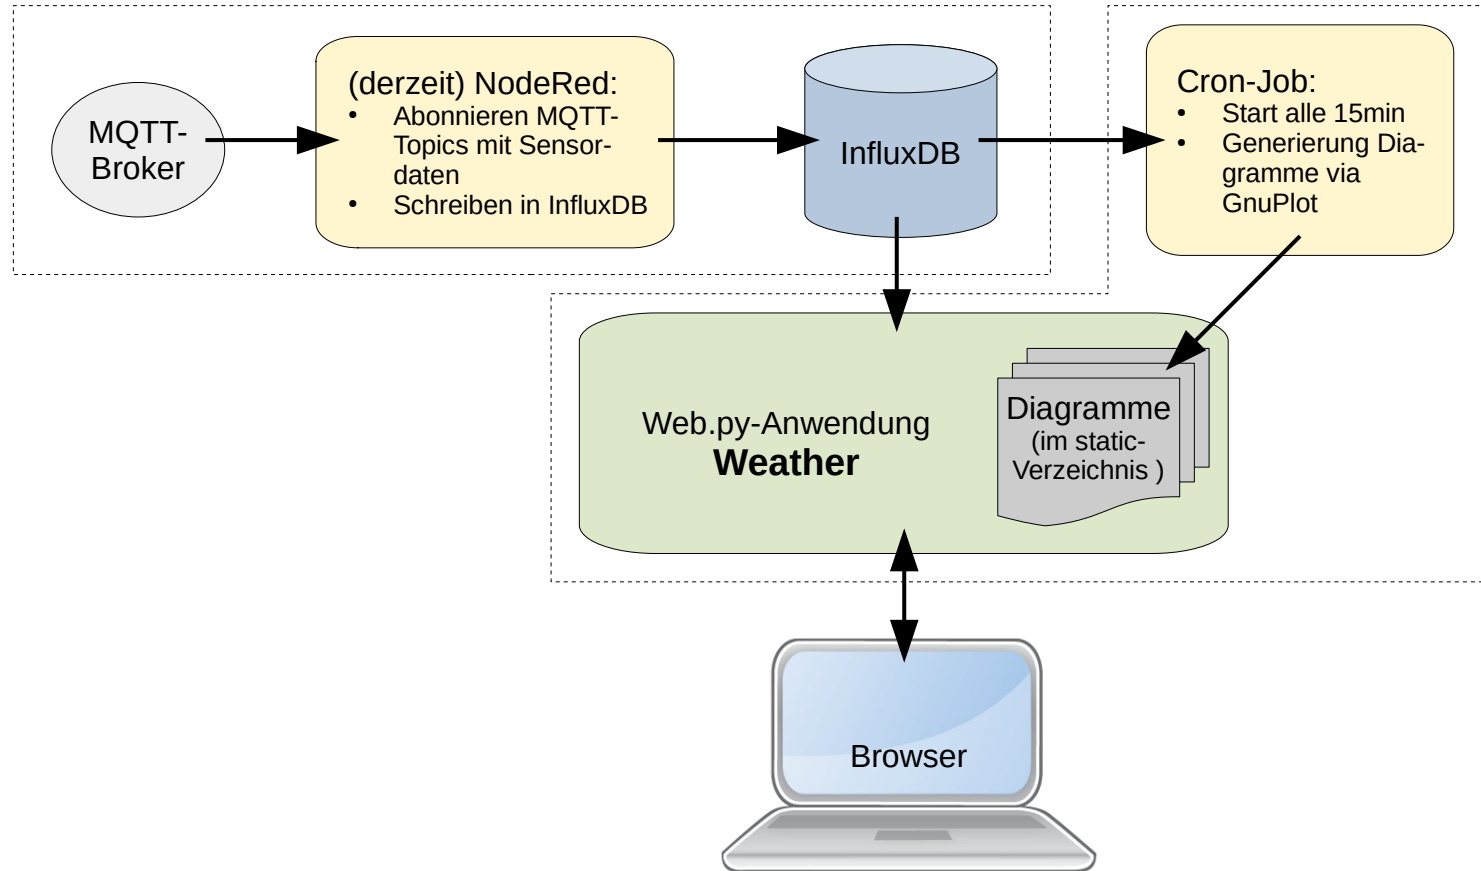 MQTT-
Broker
(derzeit) NodeRed:
• Abonnieren MQTT-
Topics mit Sensor-
daten
• Schreiben in InfluxDB
InfluxDB
Cron-Job:
• Start alle 15min
• Generierung Dia-
gramme via
GnuPlot
Web.py-Anwendung
Weather
Diagramme
(im static-
Verzeichnis )
Browser